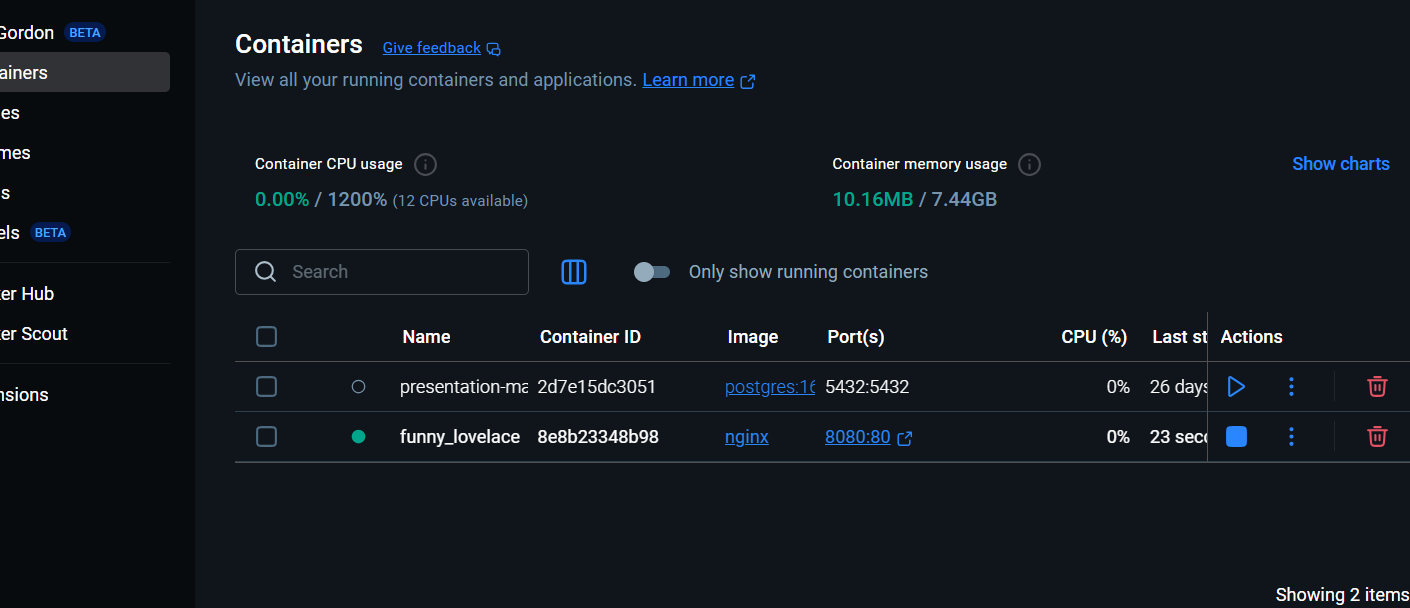 Gordon BETA
ainers
es
mes
s
els BETA
er Hub
er Scout
nsions
Containers Give feedback
View all your running containers and applications. Learn more
Container CPU usage
0.00% / 1200% (12 CPUs available)
Container memory usage
10.16MB / 7.44GB
Show charts
Search
Only show running containers
Name Container ID Image Port(s) CPU (%) Last st Actions
presentation-ma 2d7e15dc3051 postgres:16 5432:5432 0% 26 days
funny_lovelace 8e8b23348b98 nginx 8080:80 0% 23 sec
Showing 2 items